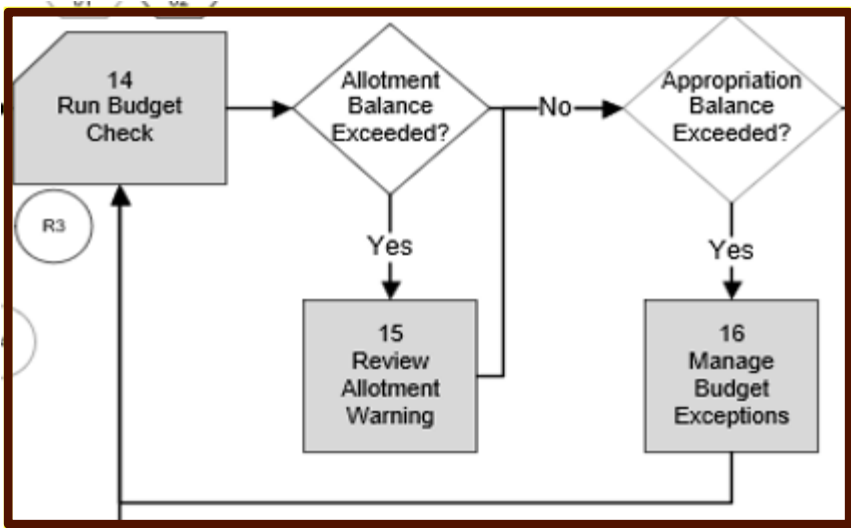 14
Run Budget
Check
Allotment
Balance
Exceeded?
No
Appropriation
Balance
Exceeded?
R3
Yes
Yes
15
Review
Allotment
Warning
16
Manage
Budget
Exceptions